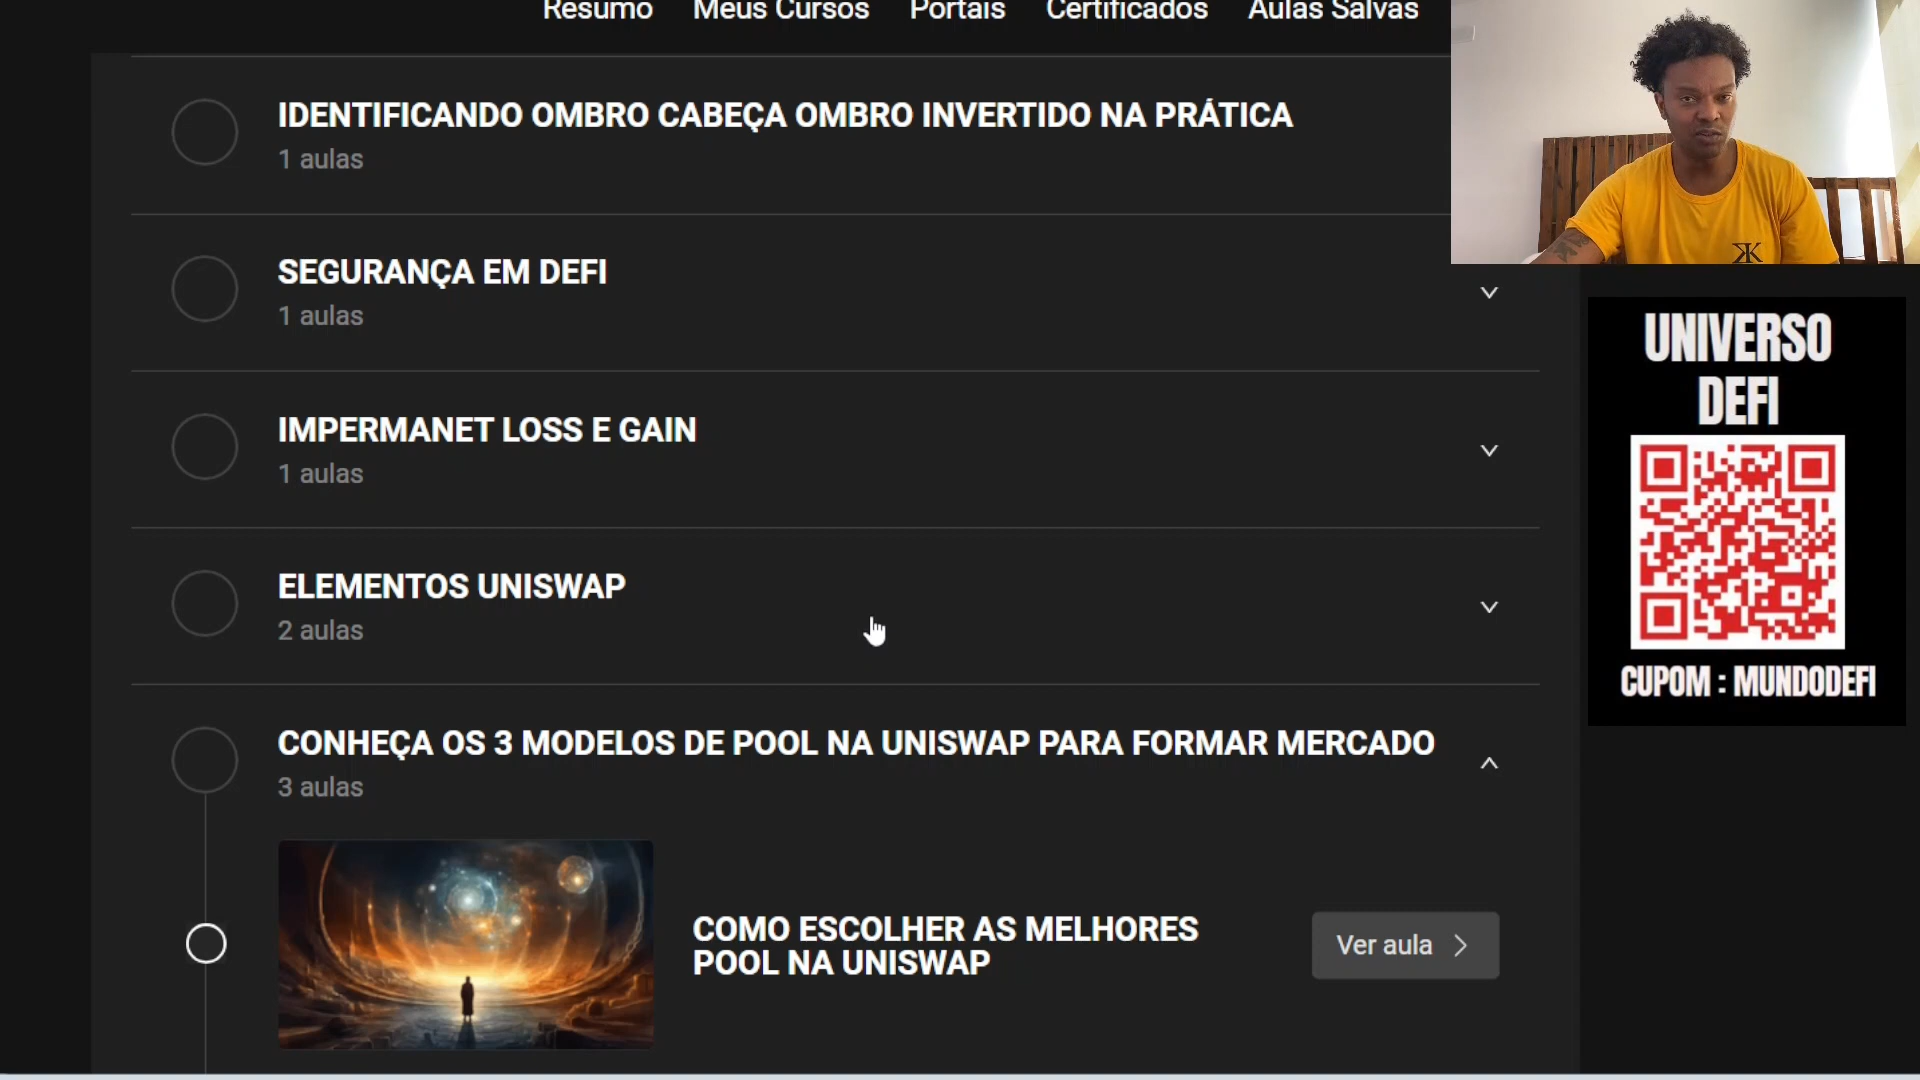 Resumo Meus Cursos Portais Certificados Aulas Salvas
IDENTIFICANDO OMBRO CABEÇA OMBRO INVERTIDO NA PRÁTICA
1 aulas
SEGURANÇA EM DEFI
1 aulas
IMPERMANET LOSS E GAIN
1 aulas
ELEMENTOS UNISWAP
2 aulas
CONHEÇA OS 3 MODELOS DE POOL NA UNISWAP PARA FORMAR MERCADO
3 aulas
COMO ESCOLHER AS MELHORES
POOL NA UNISWAP
Ver aula
UNIVERSO
DEFI
CUPOM : MUNDODEFI